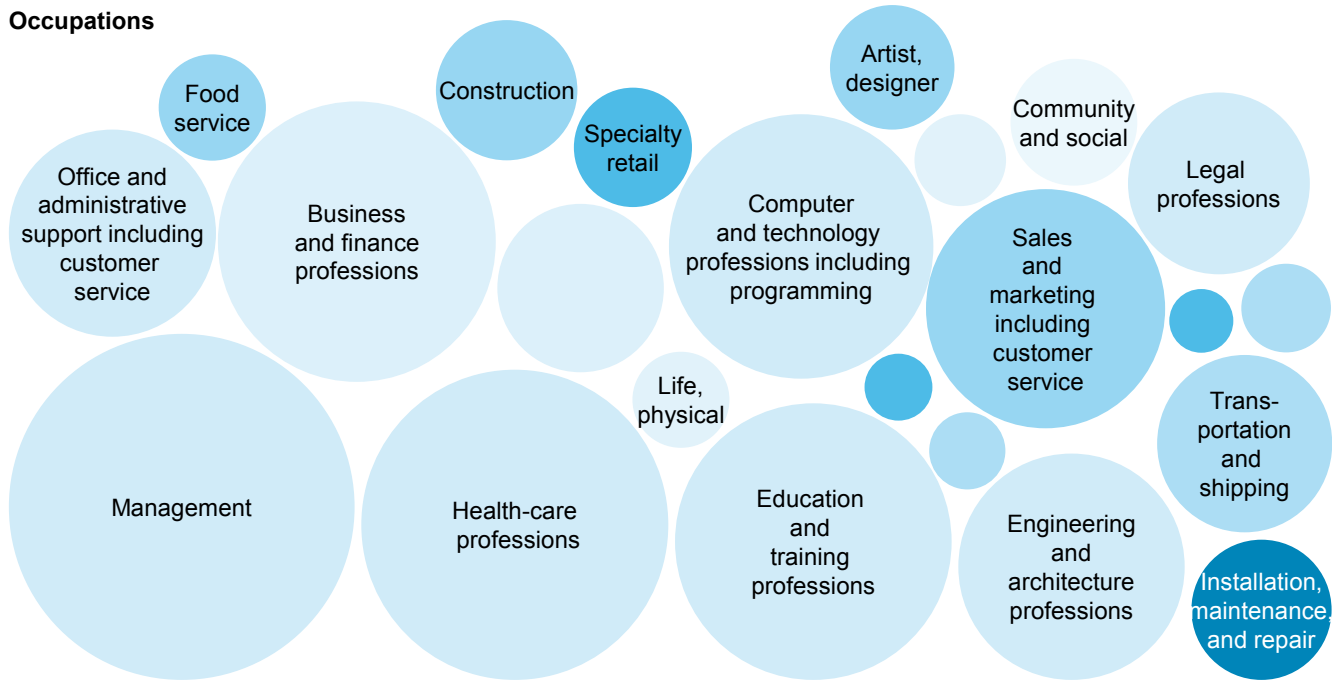 Occupations
Food
service
Construction
Specialty
retail
Artist,
designer
Community
and social
Legal
professions
Office and
administrative
support including
customer
service
Business
and finance
professions
Computer
and technology
professions including
programming
Sales
and
marketing
including
customer
service
Life,
physical
Trans-
portation
and
shipping
Management
Health-care
professions
Education
and
training
professions
Engineering
and
architecture
professions
Installation,
maintenance,
and repair